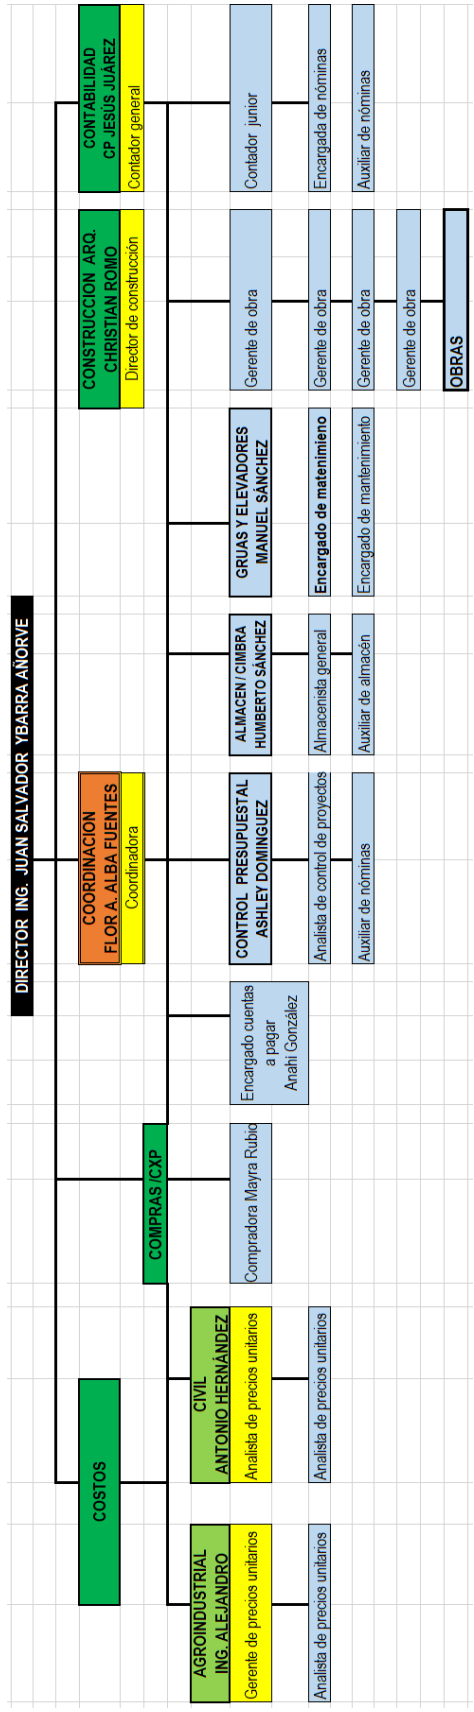 DIRECTOR ING. JUAN SALVADOR YBARRA AÑORVE
COSTOS
COMPRAS /CXP
COORDINACION
FLOR A. ALBA FUENTES
Coordinadora
CONSTRUCCION ARQ.
CHRISTIAN ROMO
Director de construcción
CONTABILIDAD
CP JESÚS JUÁREZ
Contador general
AGROINDUSTRIAL
ING. ALEJANDRO
Gerente de precios unitarios
Analista de precios unitarios
CIVIL
ANTONIO HERNÁNDEZ
Analista de precios unitarios
Analista de precios unitarios
Compradora Mayra Rubio
Encargado cuentas
a pagar
Anahi González
CONTROL PRESUPUESTAL
ASHLEY DOMINGUEZ
Analista de control de proyectos
Auxiliar de nóminas
ALMACEN / CIMBRA
HUMBERTO SÁNCHEZ
Almacenista general
Auxiliar de almacén
GRUAS Y ELEVADORES
MANUEL SÁNCHEZ
Encargado de matenimieno
Encargado de mantenimiento
Gerente de obra
Gerente de obra
Gerente de obra
Gerente de obra
OBRAS
Contador junior
Encargada de nóminas
Auxiliar de nóminas